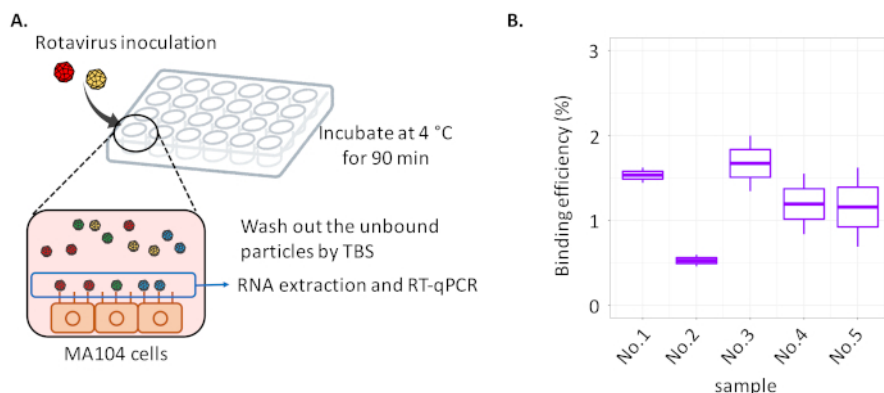 A.
Rotavirus inoculation
Incubate at 4 °C
for 90 min
Wash out the unbound
particles by TBS
RNA extraction and RT-qPCR
MA104 cells
B.
Binding efficiency (%)
3
2
1
0
No.1
No.2
No.3
No.4
No.5
sample